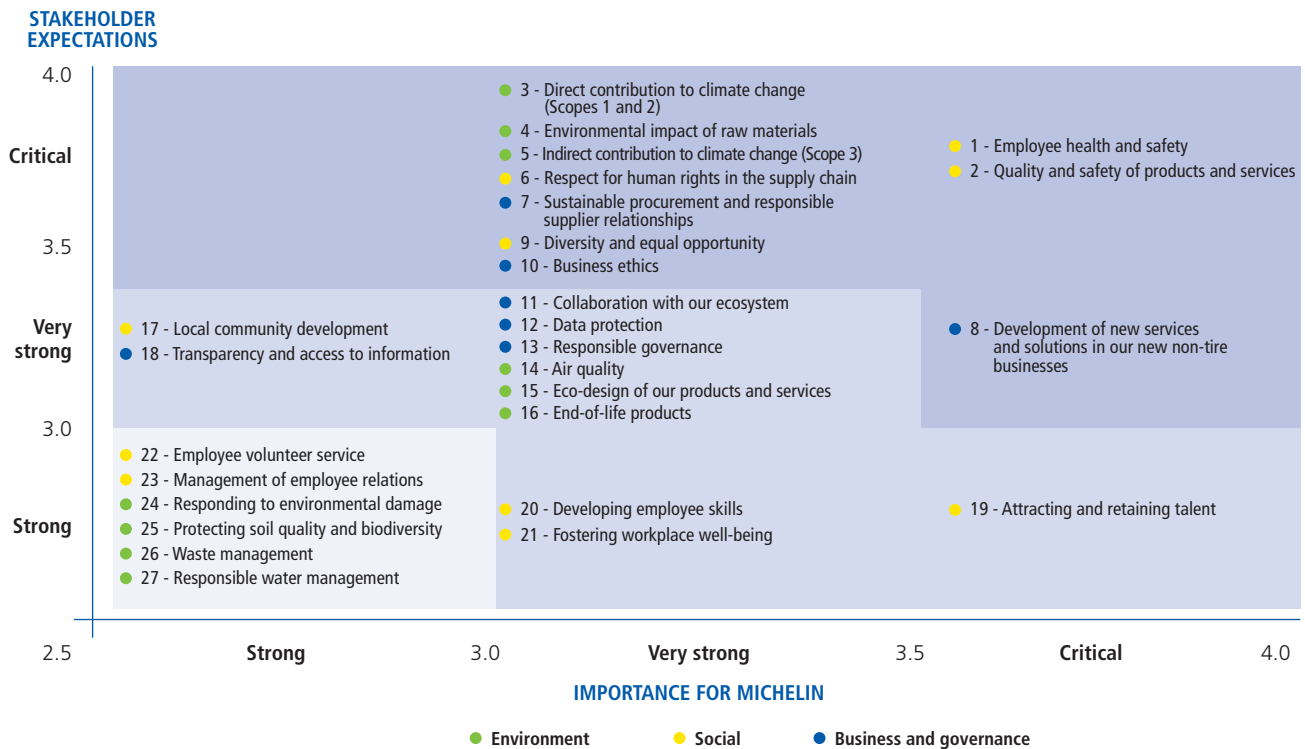 STAKEHOLDER
EXPECTATIONS
4.0
Critical
3.5
Very
strong
3.0
Strong
2.5
3 - Direct contribution to climate change
(Scopes 1 and 2)
4 - Environmental impact of raw materials
5 - Indirect contribution to climate change (Scope 3)
6 - Respect for human rights in the supply chain
7 - Sustainable procurement and responsible
supplier relationships
9 - Diversity and equal opportunity
10 - Business ethics
1 - Employee health and safety
2 - Quality and safety of products and services
17 - Local community development
18 - Transparency and access to information
11 - Collaboration with our ecosystem
12 - Data protection
13 - Responsible governance
14 - Air quality
15 - Eco-design of our products and services
16 - End-of-life products
8 - Development of new services
and solutions in our new non-tire
businesses
22 - Employee volunteer service
23 - Management of employee relations
24 - Responding to environmental damage
25 - Protecting soil quality and biodiversity
26 - Waste management
27 - Responsible water management
20 - Developing employee skills
21 - Fostering workplace well-being
19 - Attracting and retaining talent
Strong
3.0
Very strong
3.5
Critical
4.0
IMPORTANCE FOR MICHELIN
Environment
Social
Business and governance